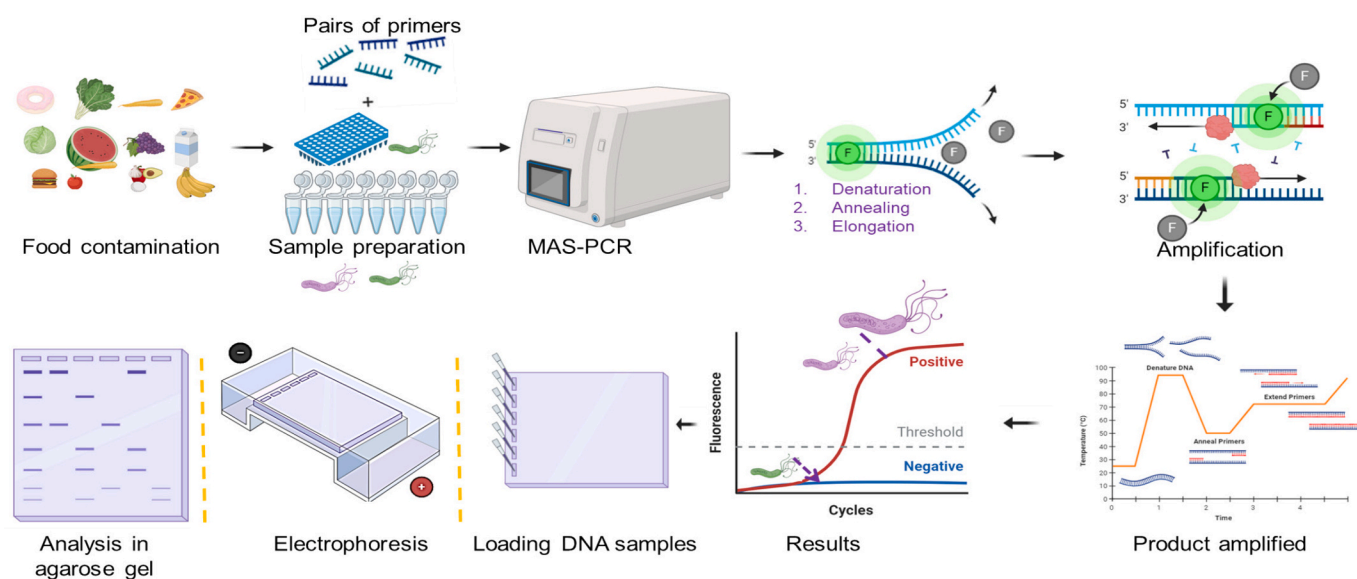 Pairs of primers
+
Food contamination
Sample preparation
MAS-PCR
5'
3'
F
F
1. Denaturation
2. Annealing
3. Elongation
F
5'
3'
F
T
T
T
T
T
5'
3'
F
F
Amplification
Denature DNA
Extend Primers
Anneal Primers
Temperature (°C)
100
90
80
70
60
50
40
30
20
10
0
0
1
2
3
4
Time
Product amplified
Fluorescence
Positive
Threshold
Negative
Cycles
Results
Loading DNA samples
-
+
Electrophoresis
Analysis in
agarose gel